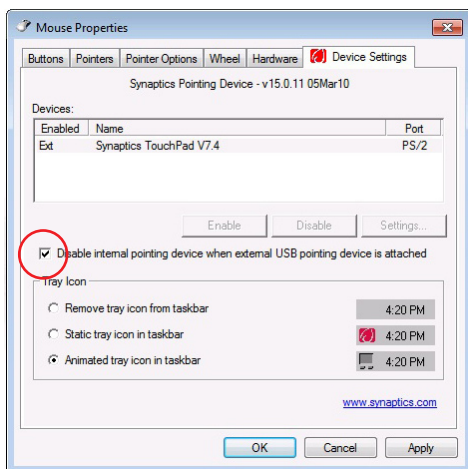 Mouse Properties
Buttons Pointers Pointer Options Wheel Hardware Device Settings
Synaptics Pointing Device - v15.0.11 05Mar10
Devices:
Enabled Name Port
Ext Synaptics TouchPad V7.4 PS/2
Enable Disable Settings...
Disable internal pointing device when external USB pointing device is attached
Tray Icon
Remove tray icon from taskbar 4:20 PM
Static tray icon in taskbar 4:20 PM
Animated tray icon in taskbar 4:20 PM
www.synaptics.com
OK Cancel Apply